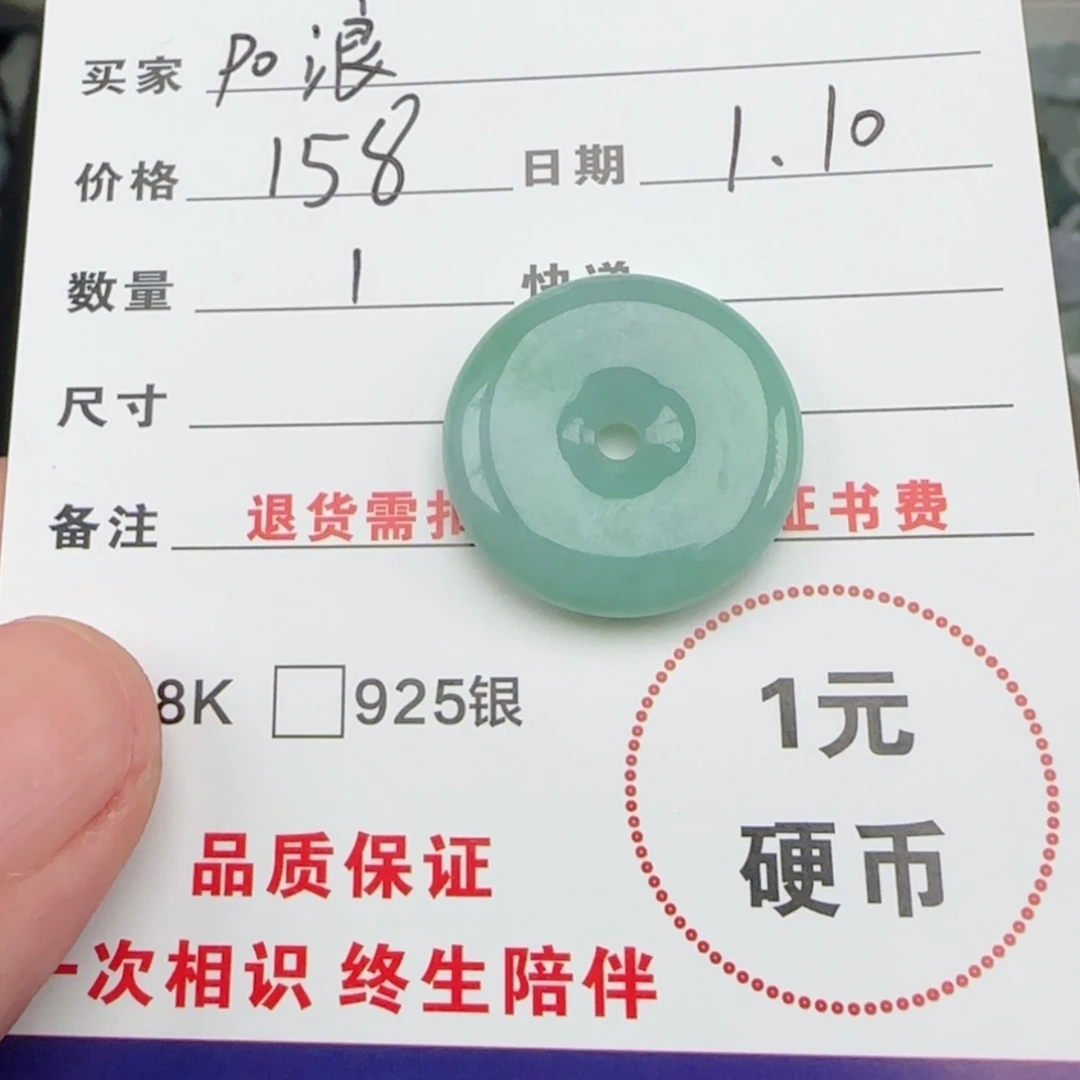 买家 Po 浪
价格 158 日期 1.10
数量 1
尺寸
备注 退货需 证书费
8K 925银
1元
硬币
品质保证
一次相识 终生陪伴